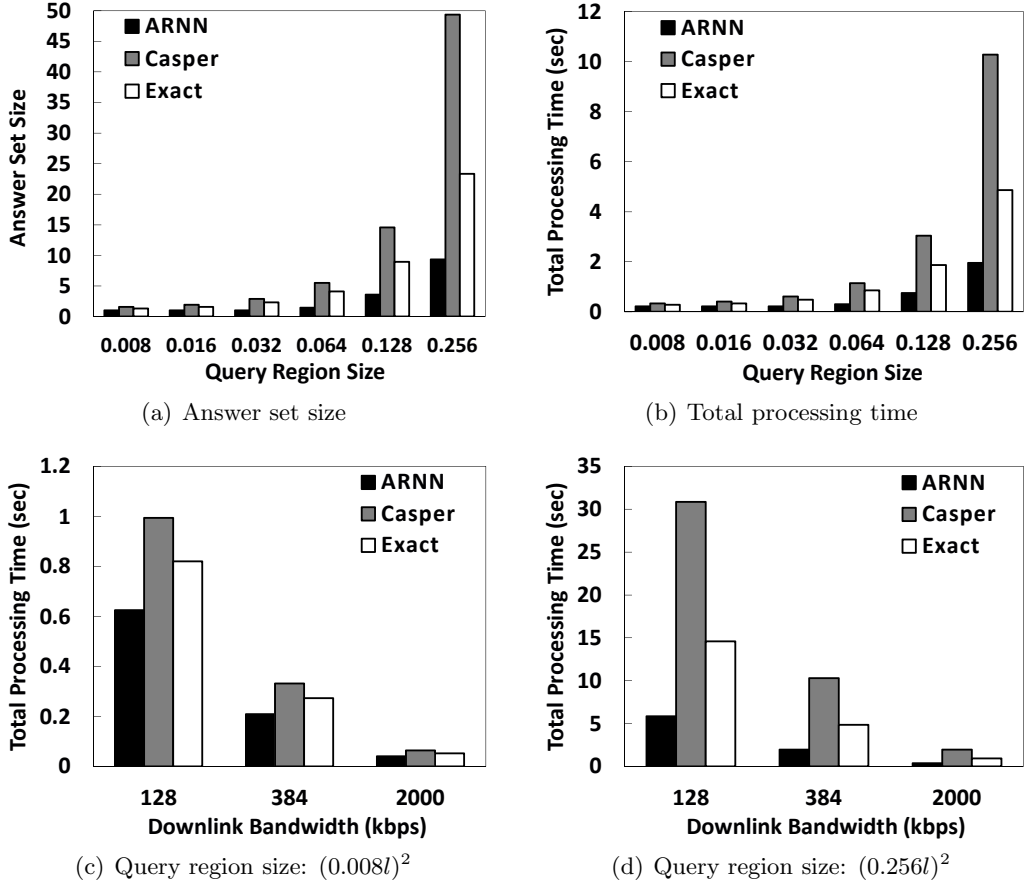 50
45
40
35
30
25
20
15
10
5
0
Answer Set Size
ARNN
Casper
Exact
0.008 0.016 0.032 0.064 0.128 0.256
Query Region Size
(a) Answer set size
12
10
8
6
4
2
0
Total Processing Time (sec)
ARNN
Casper
Exact
0.008 0.016 0.032 0.064 0.128 0.256
Query Region Size
(b) Total processing time
1.2
1
0.8
0.6
0.4
0.2
0
Total Processing Time (sec)
ARNN
Casper
Exact
128 384 2000
Downlink Bandwidth (kbps)
(c) Query region size: (0.008l)²
35
30
25
20
15
10
5
0
Total Processing Time (sec)
ARNN
Casper
Exact
128 384 2000
Downlink Bandwidth (kbps)
(d) Query region size: (0.256l)²